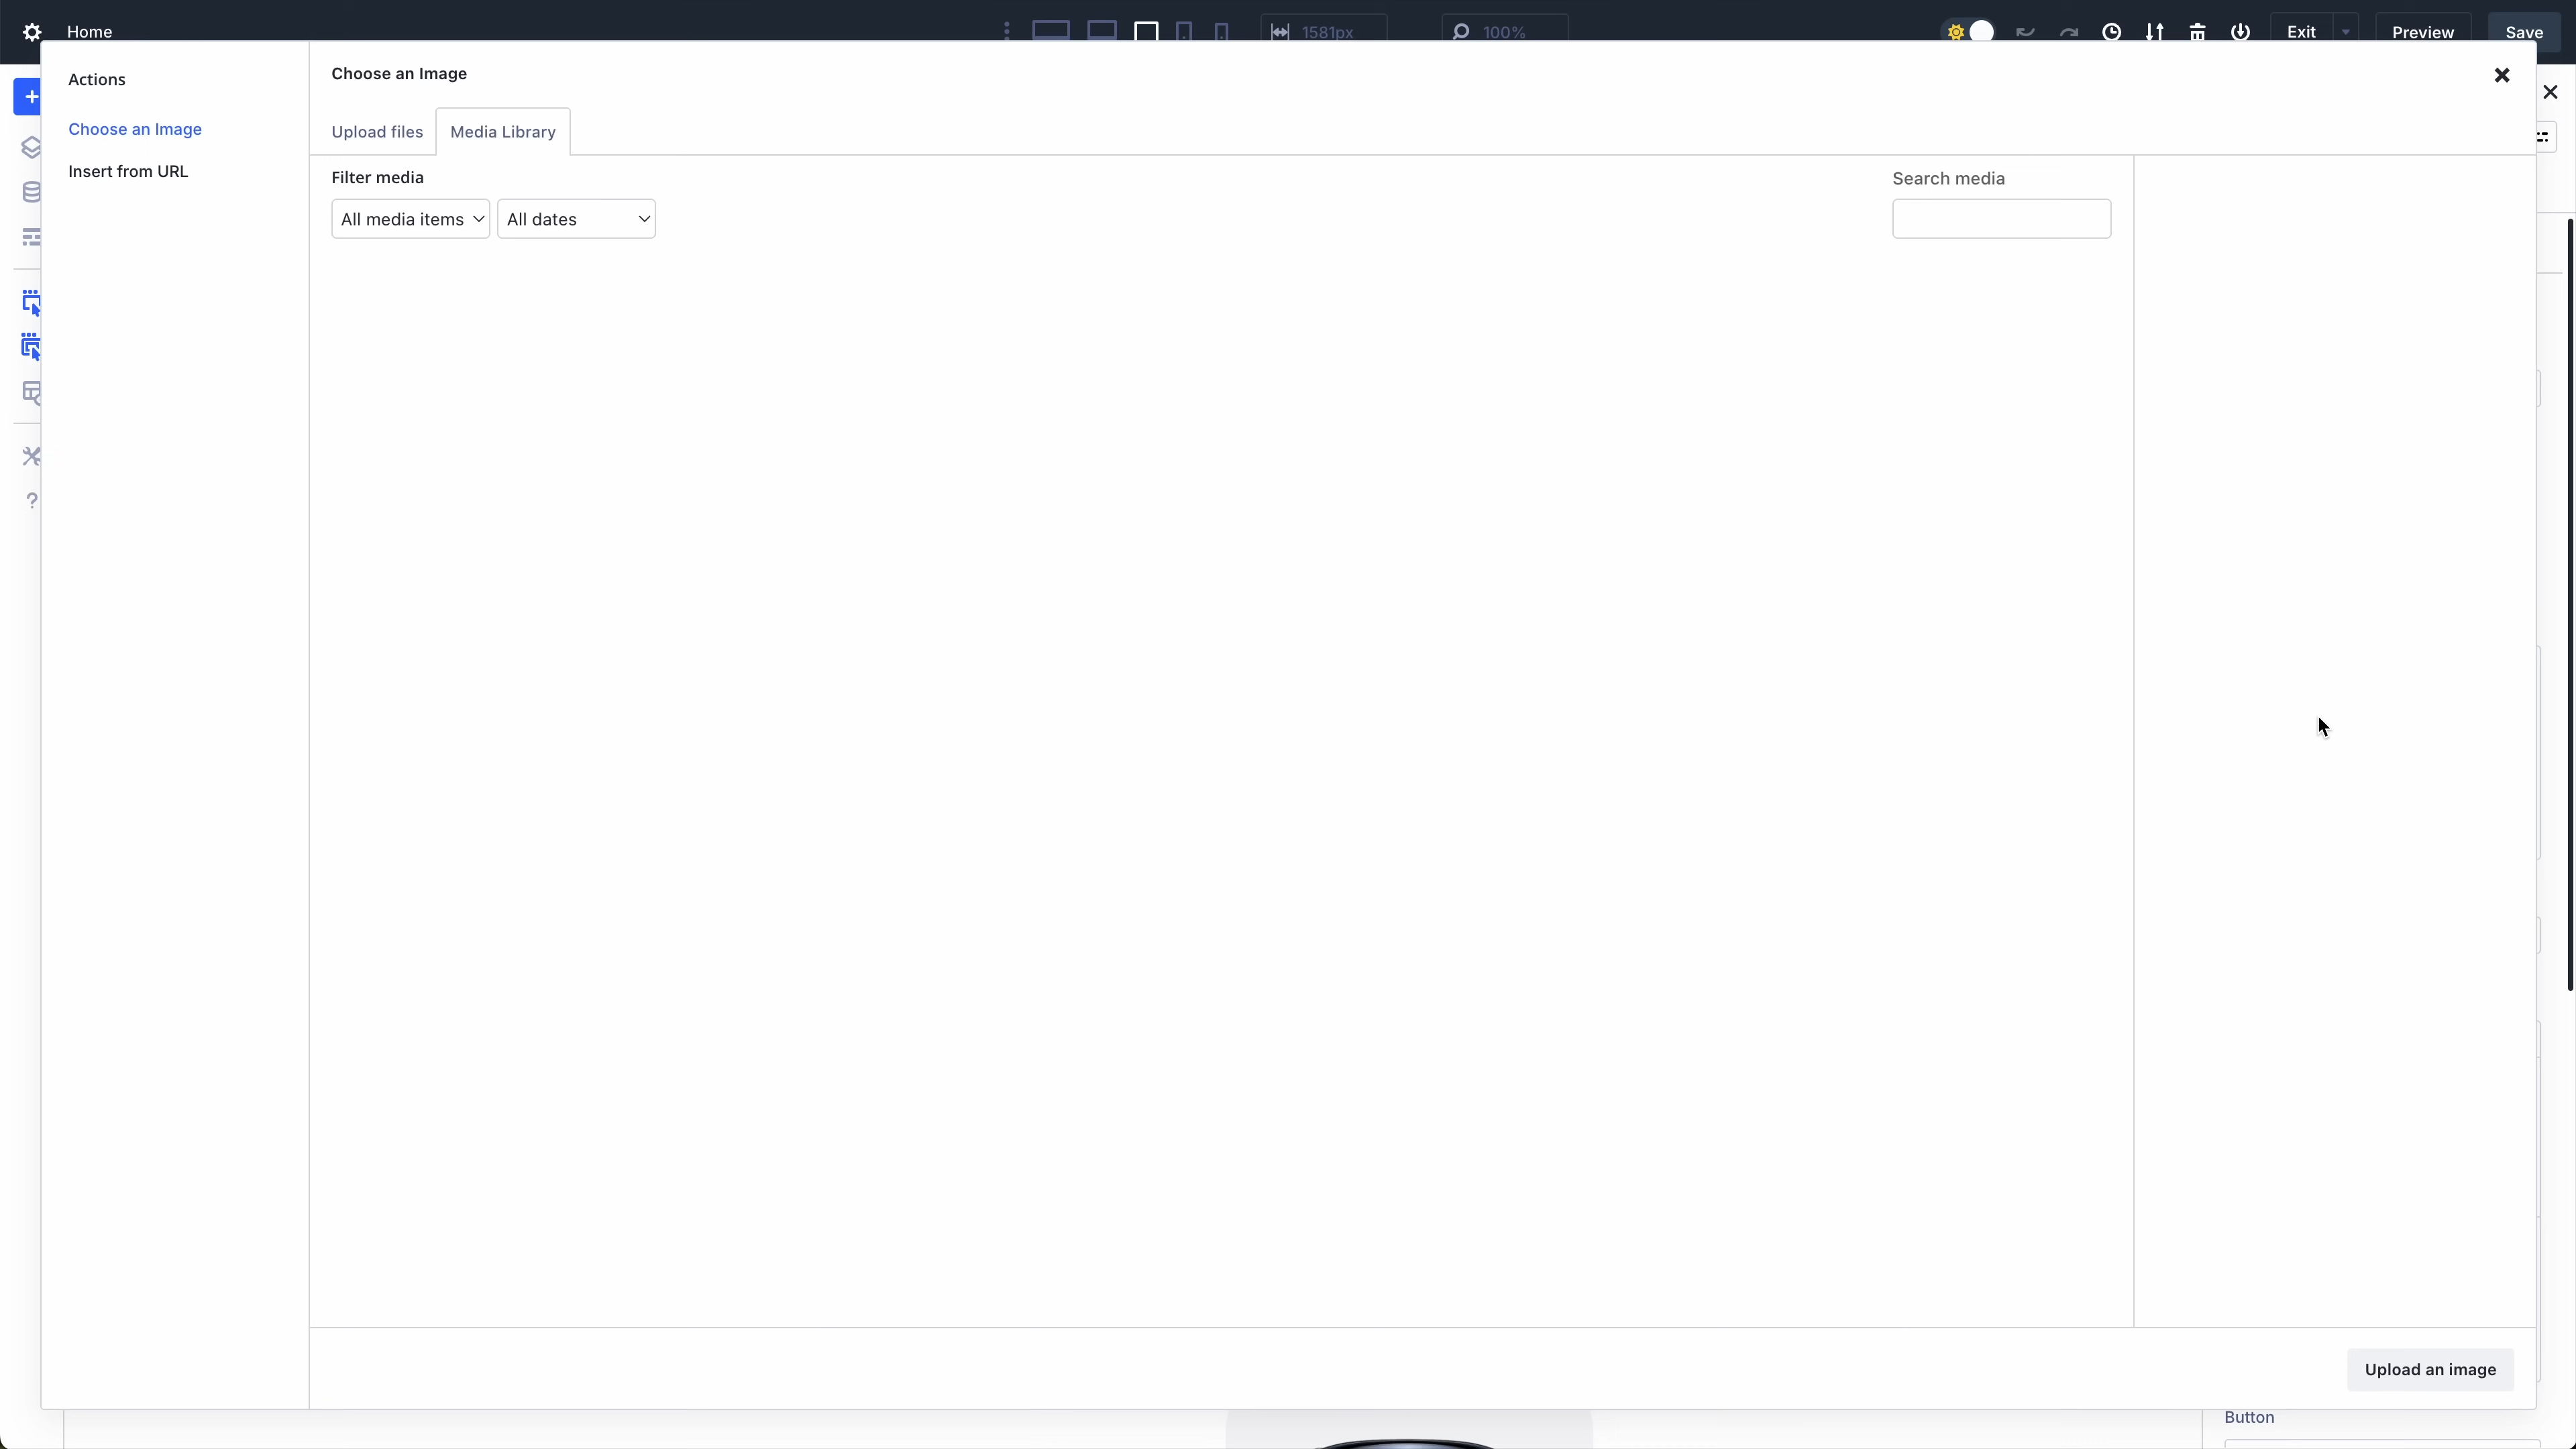 Home
1581px
100%
Exit
Preview
Save
Actions
Choose an Image
Insert from URL
Choose an Image
Upload files
Media Library
Filter media
All media items
All dates
Search media
?
Upload an image
Button